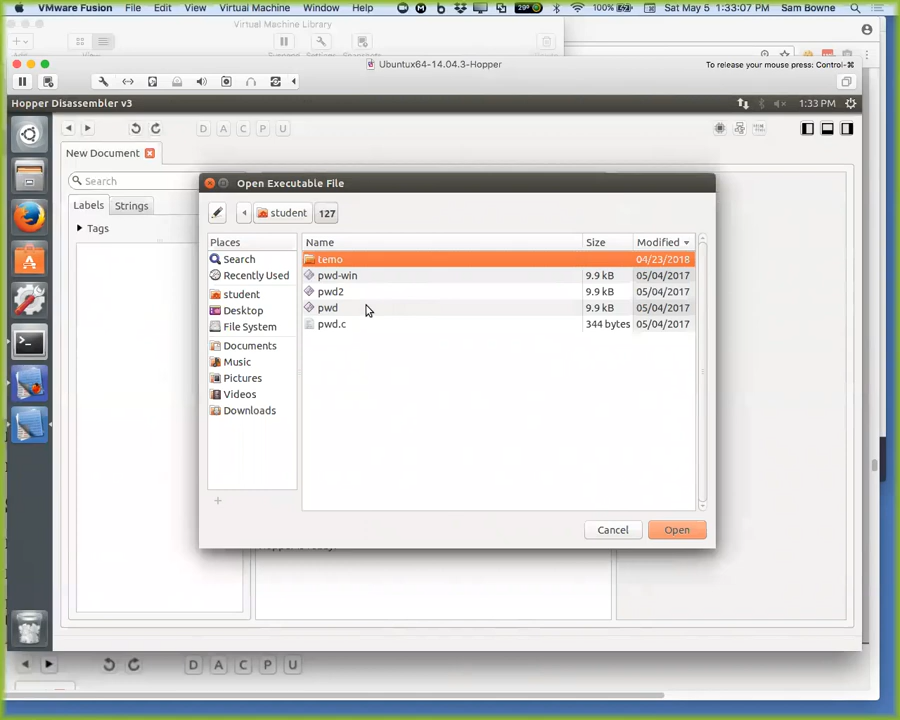 VMware Fusion File Edit View Virtual Machine Window Help 100% Sat May 5 1:33:07 PM Sam Bowne
Virtual Machine Library
Ubuntux64-14.04.3-Hopper To release your mouse press: Control-⌘
Hopper Disassembler v3 1:33 PM
D A C P U
New Document
Search
Labels Strings
Tags
Open Executable File
student 127
Places Name Size Modified
Search temo 04/23/2018
Recently Used pwd-win 9.9 kB 05/04/2017
student pwd2 9.9 kB 05/04/2017
Desktop pwd 9.9 kB 05/04/2017
File System pwd.c 344 bytes 05/04/2017
Documents
Music
Pictures
Videos
Downloads
Cancel Open
D A C P U